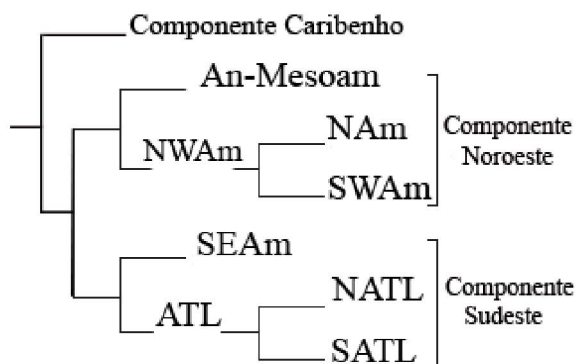 Componente Caribenho
An-Mesoam
NWAm
NAm
SWAm
Componente
Noroeste
SEAm
ATL
NATL
SATL
Componente
Sudeste